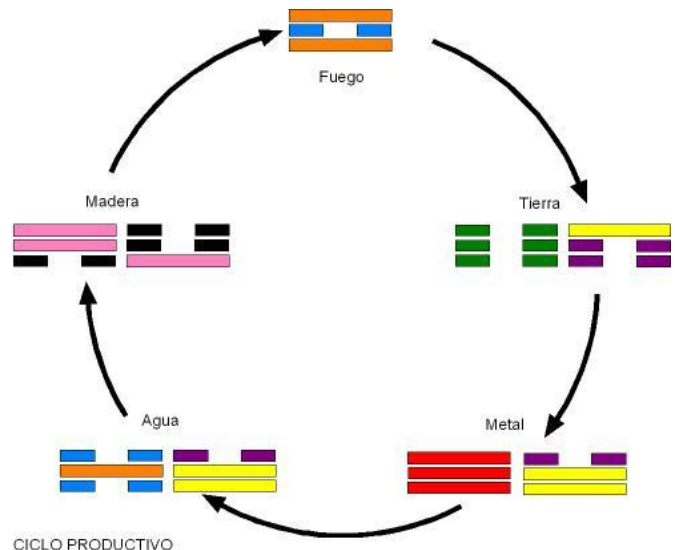 Fuego
Madera
Tierra
Agua
Metal
CICLO PRODUCTIVO